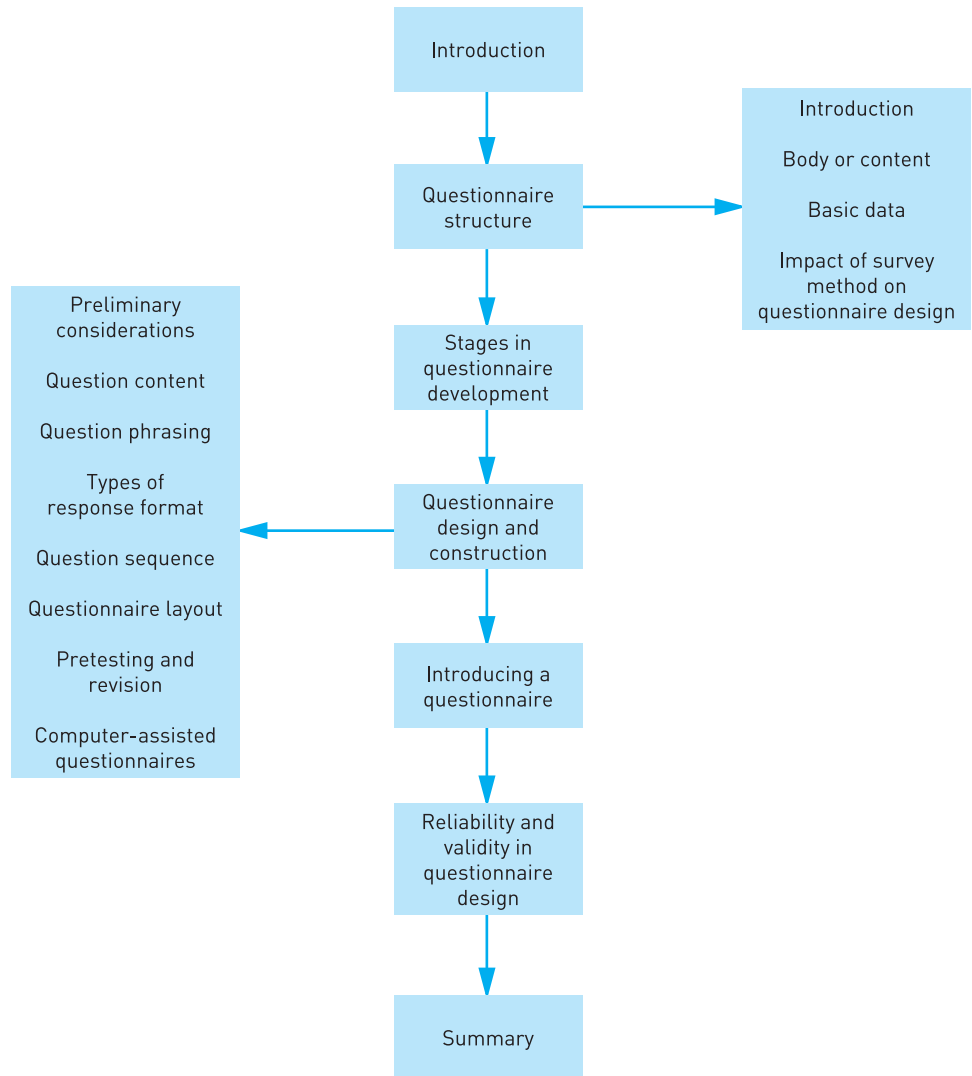 Introduction
Questionnaire
structure
Introduction
Body or content
Basic data
Impact of survey
method on
questionnaire design
Stages in
questionnaire
development
Questionnaire
design and
construction
Preliminary
considerations
Question content
Question phrasing
Types of
response format
Question sequence
Questionnaire layout
Pretesting and
revision
Computer-assisted
questionnaires
Introducing a
questionnaire
Reliability and
validity in
questionnaire
design
Summary